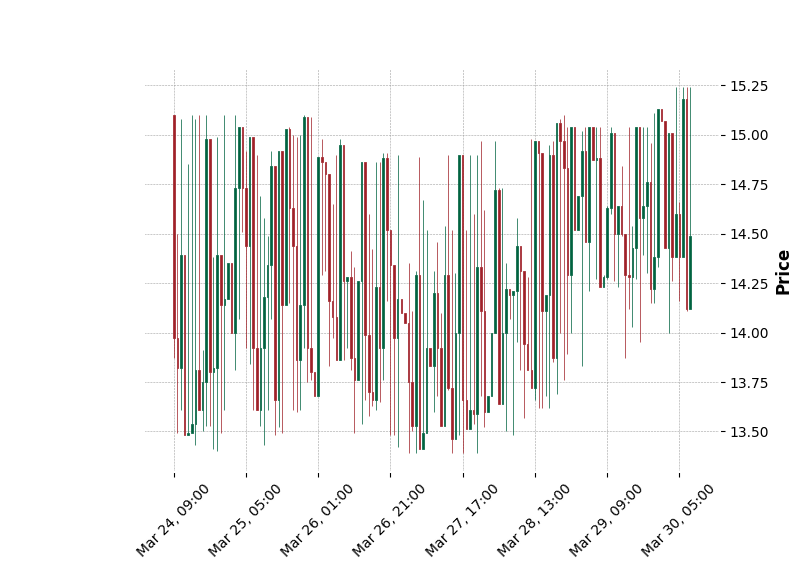 15.25
15.00
14.75
14.50
14.25
14.00
13.75
13.50
Price
Mar 24, 09:00
Mar 25, 05:00
Mar 26, 01:00
Mar 26, 21:00
Mar 27, 17:00
Mar 28, 13:00
Mar 29, 09:00
Mar 30, 05:00